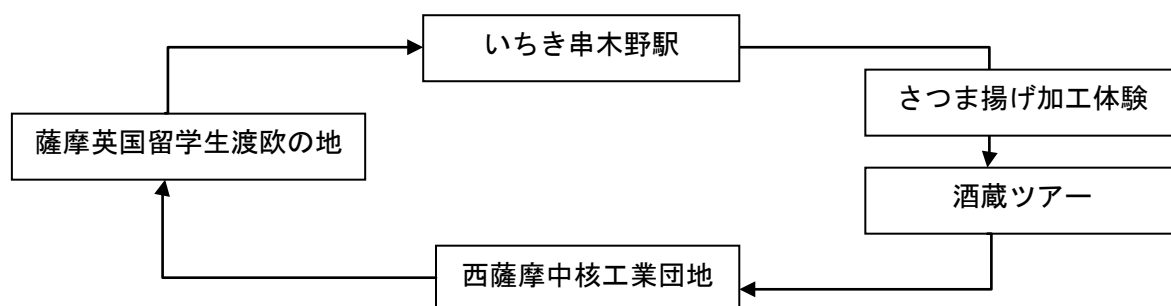 いちき串木野駅
さつま揚げ加工体験
酒蔵ツアー
西薩摩中核工業団地
薩摩英国留学生渡欧の地